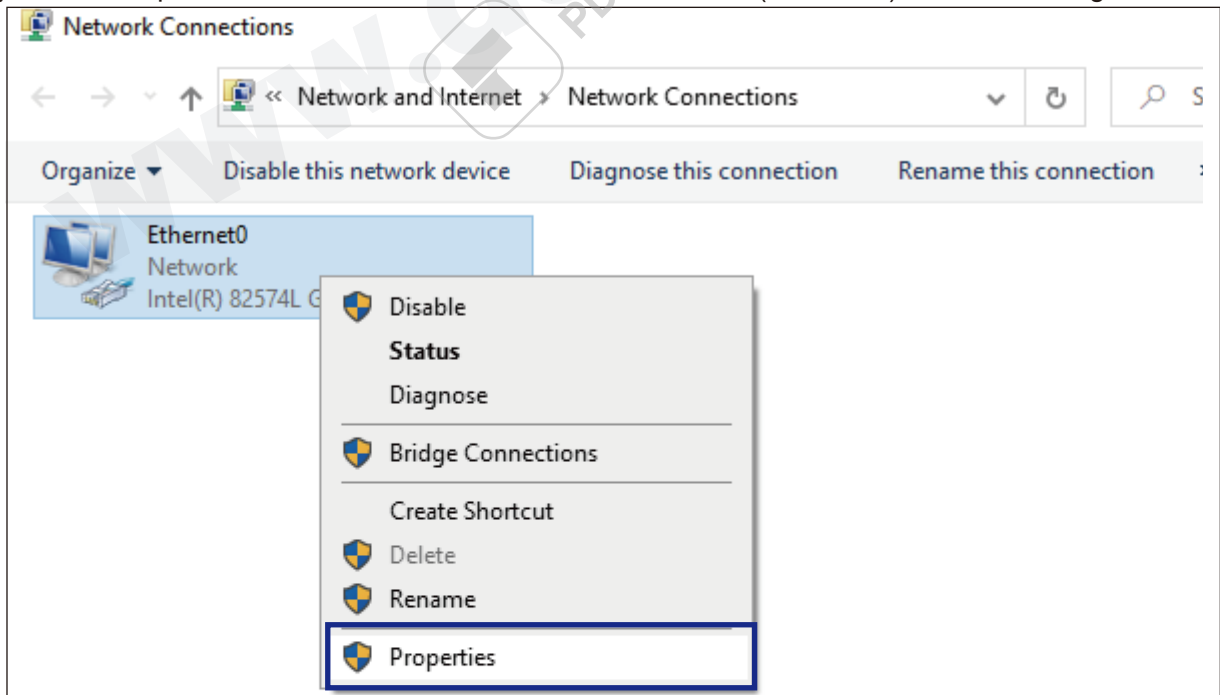 Network Connections
« Network and Internet > Network Connections
Organize Disable this network device Diagnose this connection Rename this connection
Ethernet0
Network
Intel(R) 82574L G
Disable
Status
Diagnose
Bridge Connections
Create Shortcut
Delete
Rename
Properties